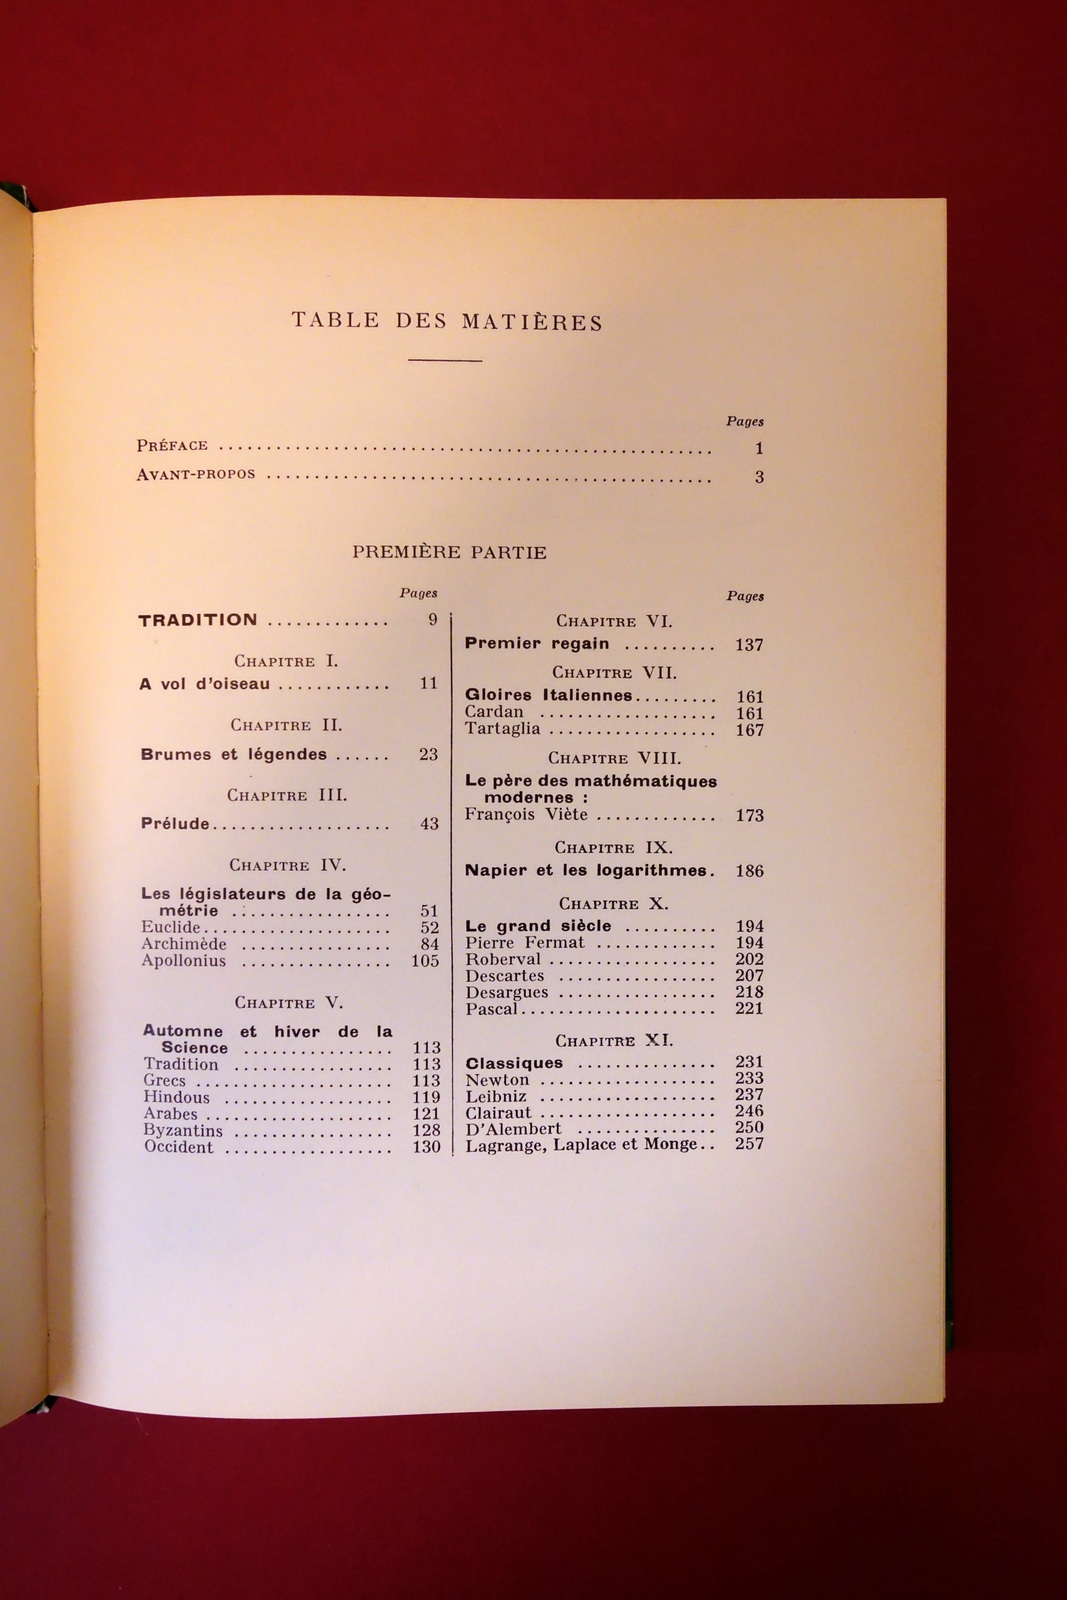 TABLE DES MATIÈRES
Pages
PRÉFACE ................................................ 1
AVANT-PROPOS ............................................ 3
PREMIÈRE PARTIE
Pages
TRADITION ............. 9
CHAPITRE I.
A vol d'oiseau ............ 11
CHAPITRE II.
Brumes et légendes ...... 23
CHAPITRE III.
Prélude................... 43
CHAPITRE IV.
Les législateurs de la géo-
métrie ................. 51
Euclide.................... 52
Archimède ................ 84
Apollonius ................ 105
CHAPITRE V.
Automne et hiver de la
Science ................ 113
Tradition ................. 113
Grecs ..................... 113
Hindous .................. 119
Arabes .................... 121
Byzantins ................. 128
Occident .................. 130
Pages
CHAPITRE VI.
Premier regain .......... 137
CHAPITRE VII.
Gloires Italiennes......... 161
Cardan ................... 161
Tartaglia .................. 167
CHAPITRE VIII.
Le père des mathématiques
modernes :
François Viète ............. 173
CHAPITRE IX.
Napier et les logarithmes. 186
CHAPITRE X.
Le grand siècle .......... 194
Pierre Fermat ............. 194
Roberval .................. 202
Descartes ................. 207
Desargues ................. 218
Pascal..................... 221
CHAPITRE XI.
Classiques ............... 231
Newton ................... 233
Leibniz ................... 237
Clairaut ................... 246
D'Alembert ............... 250
Lagrange, Laplace et Monge.. 257